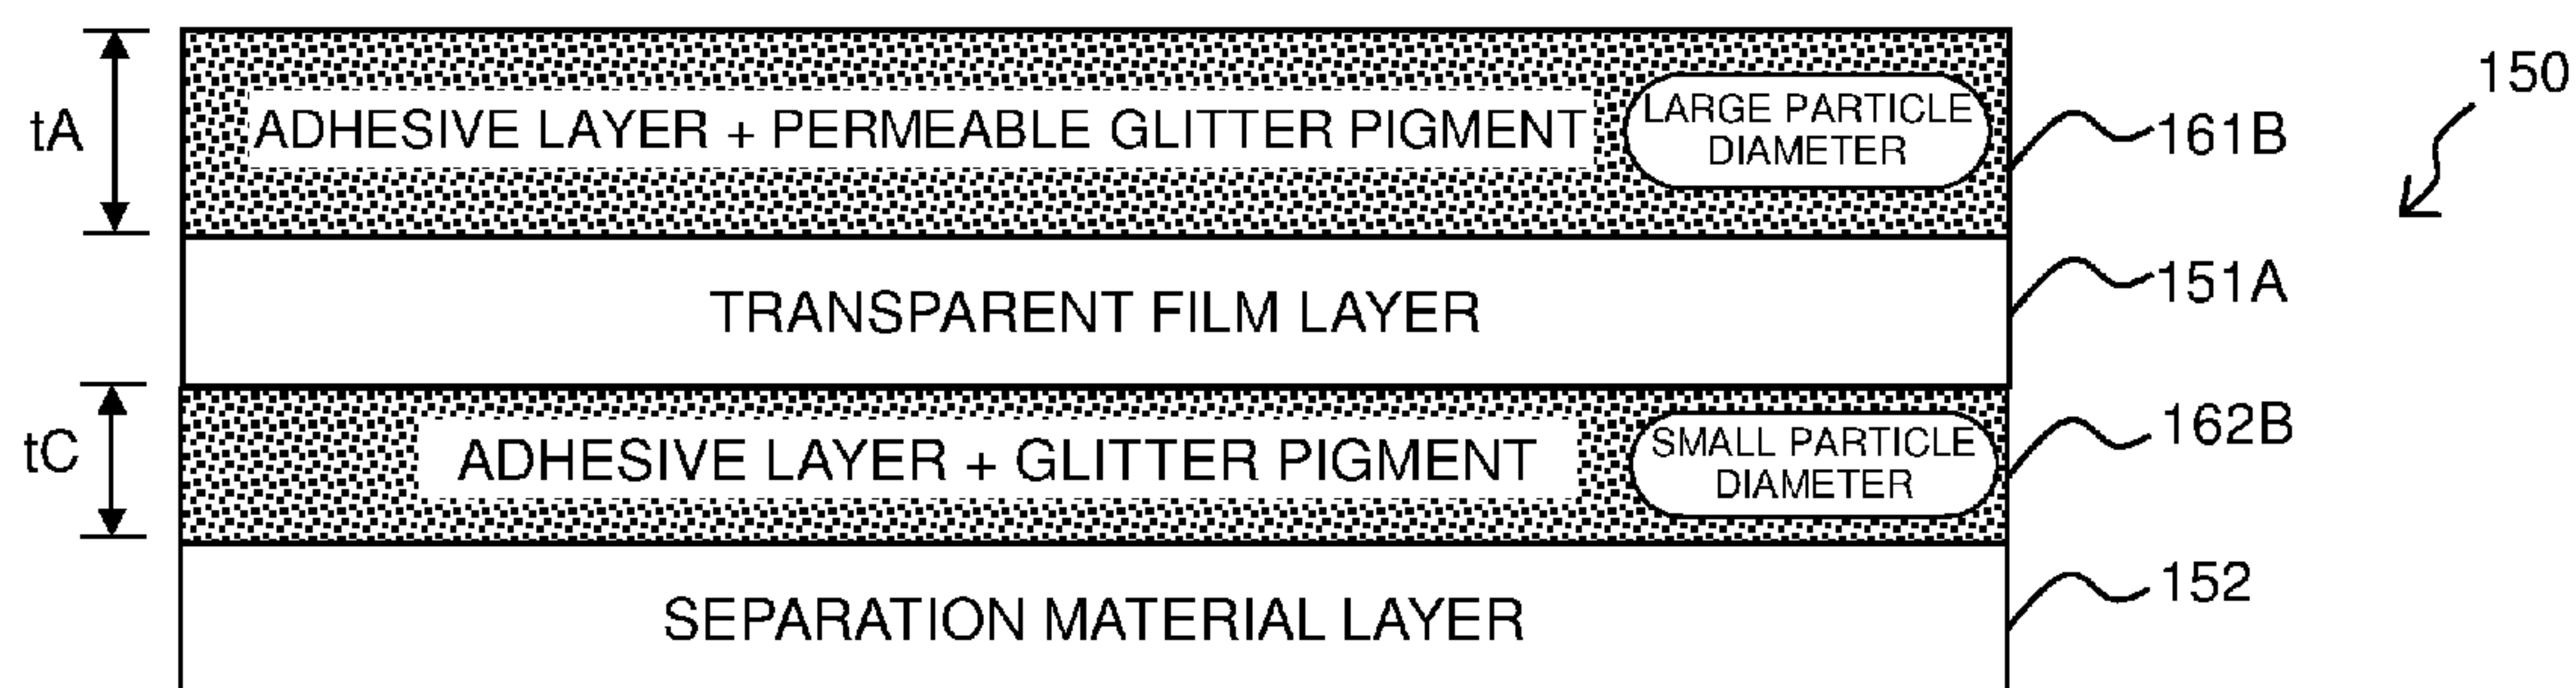 150
tA
ADHESIVE LAYER + PERMEABLE GLITTER PIGMENT
LARGE PARTICLE
DIAMETER
161B
TRANSPARENT FILM LAYER
151A
tC
ADHESIVE LAYER + GLITTER PIGMENT
SMALL PARTICLE
DIAMETER
162B
SEPARATION MATERIAL LAYER
152